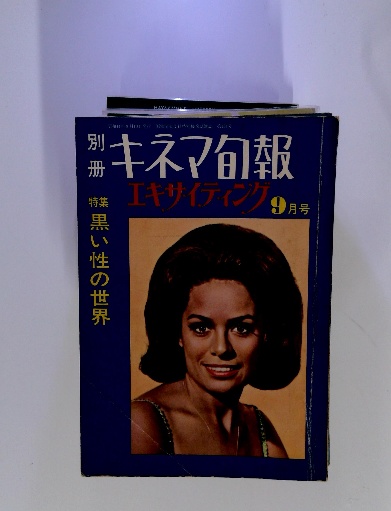 別冊
キネマ旬報
エキサイティング
9月号
特集
黒い性の世界